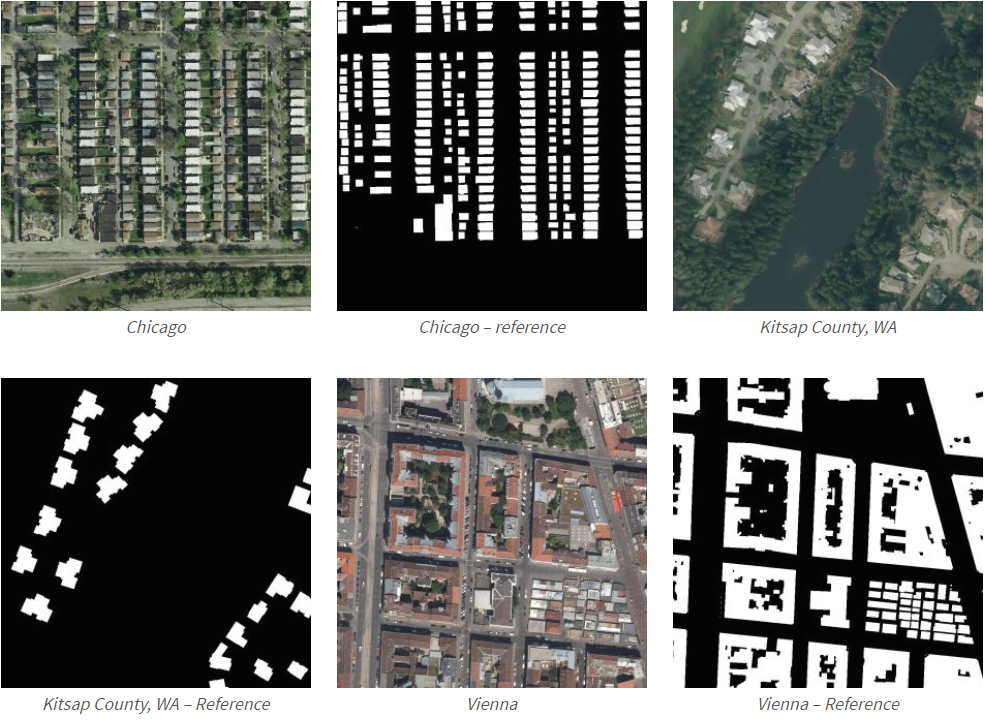 Chicago
Chicago – reference
Kitsap County, WA
Kitsap County, WA – Reference
Vienna
Vienna – Reference